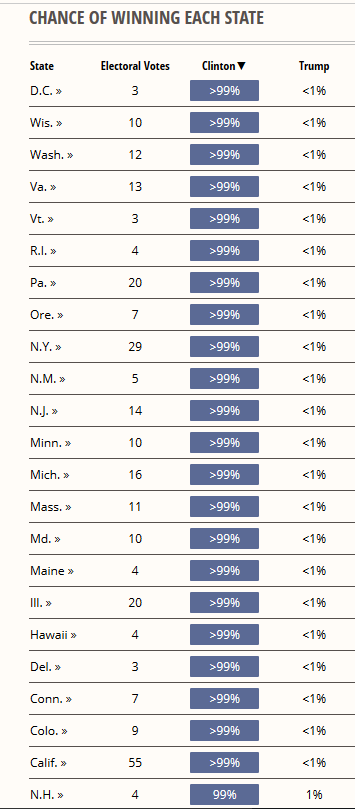 CHANCE OF WINNING EACH STATE
State Electoral Votes Clinton▼ Trump
D.C. » 3 >99% <1%
Wis. » 10 >99% <1%
Wash. » 12 >99% <1%
Va. » 13 >99% <1%
Vt. » 3 >99% <1%
R.I. » 4 >99% <1%
Pa. » 20 >99% <1%
Ore. » 7 >99% <1%
N.Y. » 29 >99% <1%
N.M. » 5 >99% <1%
N.J. » 14 >99% <1%
Minn. » 10 >99% <1%
Mich. » 16 >99% <1%
Mass. » 11 >99% <1%
Md. » 10 >99% <1%
Maine » 4 >99% <1%
Ill. » 20 >99% <1%
Hawaii » 4 >99% <1%
Del. » 3 >99% <1%
Conn. » 7 >99% <1%
Colo. » 9 >99% <1%
Calif. » 55 >99% <1%
N.H. » 4 99% 1%